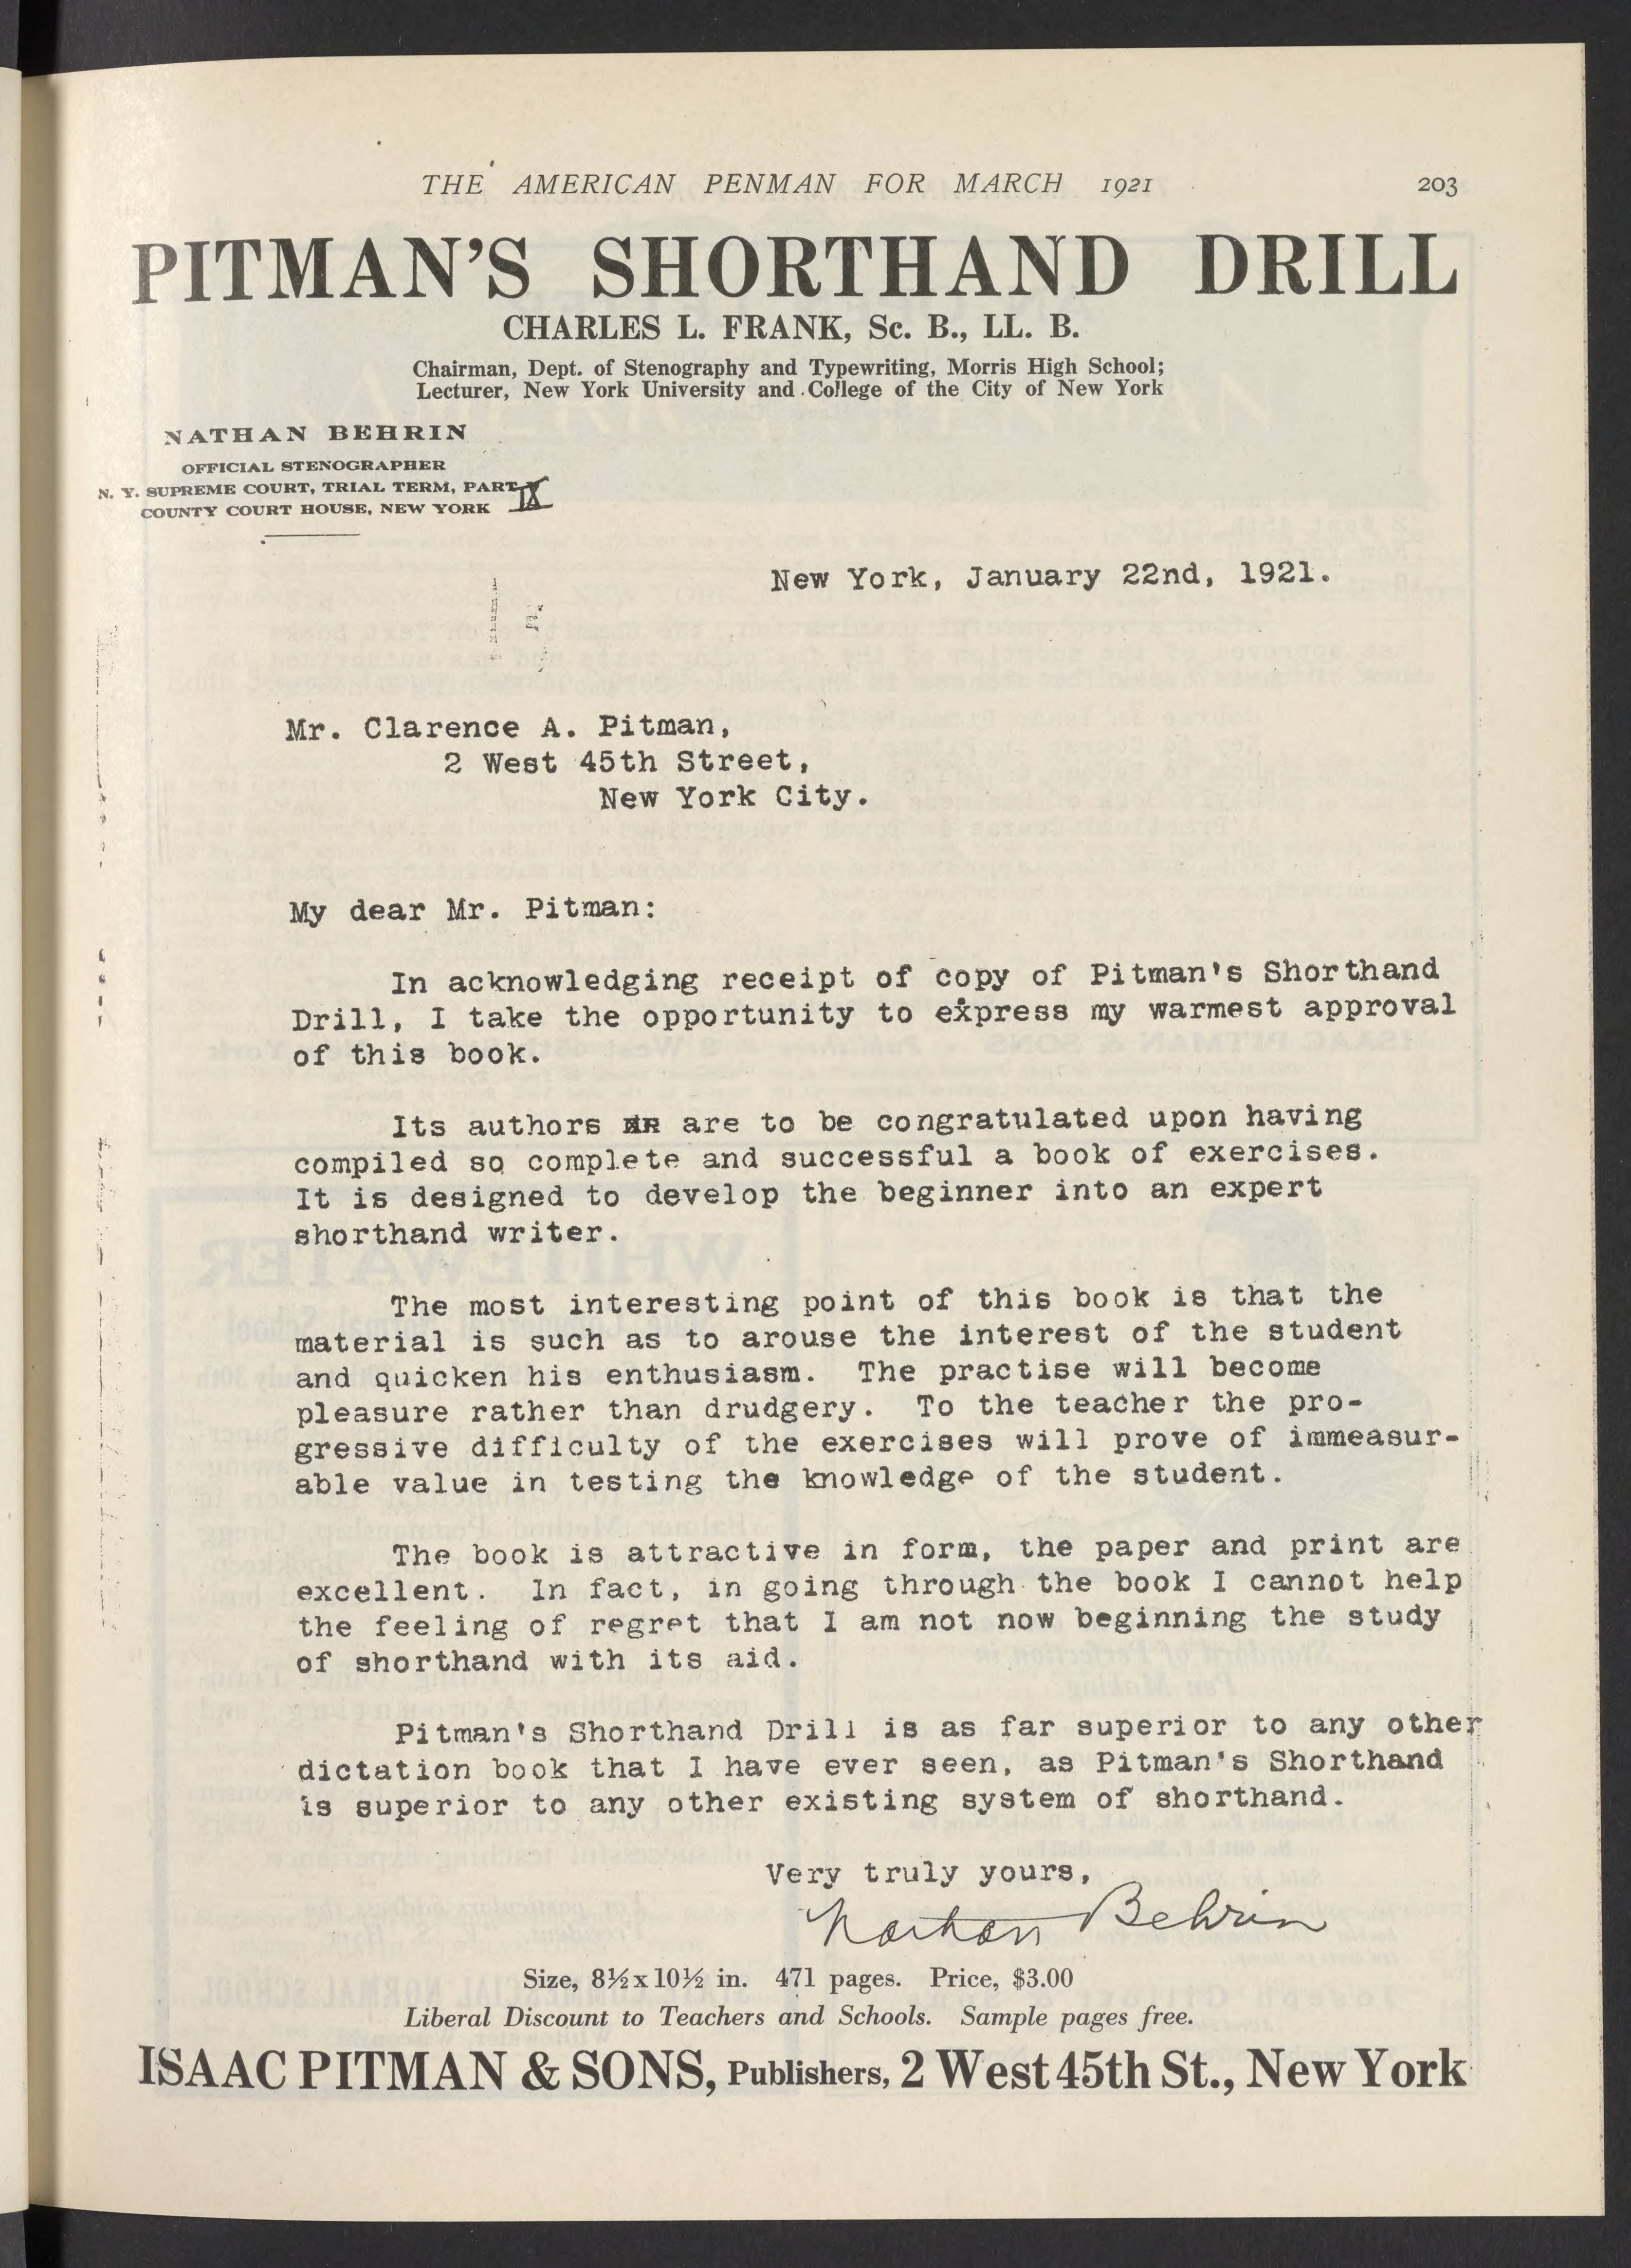 THE AMERICAN PENMAN FOR MARCH 1921 203
PITMAN'S SHORTHAND DRILL
CHARLES L. FRANK, Sc. B., LL. B.
Chairman, Dept. of Stenography and Typewriting, Morris High School;
Lecturer, New York University and College of the City of New York
NATHAN BEHRIN
OFFICIAL STENOGRAPHER
N. Y. SUPREME COURT, TRIAL TERM, PART IX
COUNTY COURT HOUSE, NEW YORK
New York, January 22nd, 1921.
Mr. Clarence A. Pitman,
2 West 45th Street,
New York City.
My dear Mr. Pitman:
In acknowledging receipt of copy of Pitman's Shorthand
Drill, I take the opportunity to express my warmest approval
of this book.
Its authors are to be congratulated upon having
compiled so complete and successful a book of exercises.
It is designed to develop the beginner into an expert
shorthand writer.
The most interesting point of this book is that the
material is such as to arouse the interest of the student
and quicken his enthusiasm. The practise will become
pleasure rather than drudgery. To the teacher the pro-
gressive difficulty of the exercises will prove of immeasur-
able value in testing the knowledge of the student.
The book is attractive in form, the paper and print are
excellent. In fact, in going through the book I cannot help
the feeling of regret that I am not now beginning the study
of shorthand with its aid.
Pitman's Shorthand Drill is as far superior to any other
dictation book that I have ever seen, as Pitman's Shorthand
is superior to any other existing system of shorthand.
Very truly yours,
Nathan Behrin
Size, 8½x10½ in. 471 pages. Price, $3.00
Liberal Discount to Teachers and Schools. Sample pages free.
ISAAC PITMAN & SONS, Publishers, 2 West 45th St., New York